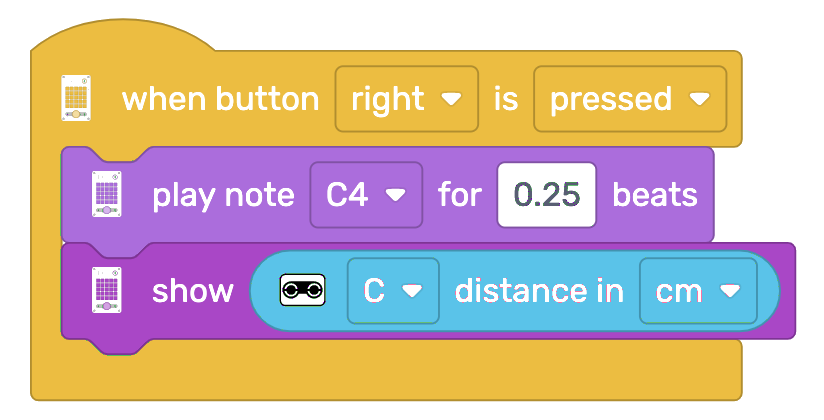 when button right is pressed
play note C4 for 0.25 beats
show C distance in cm